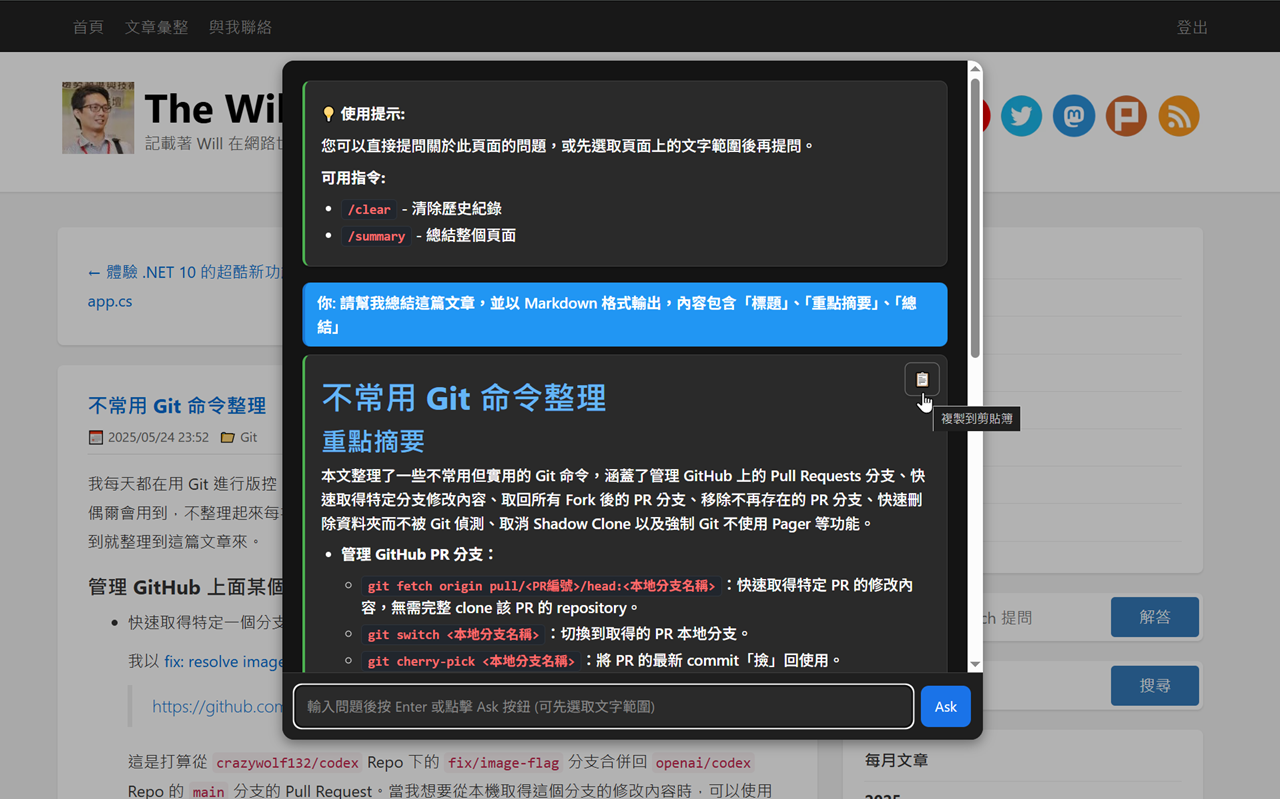 首頁 文章彙整 與我聯絡 登出
The Wil
記載著 Will 在網路世
💡 使用提示:
您可以直接提問關於此頁面的問題，或先選取頁面上的文字範圍後再提問。
可用指令:
• /clear - 清除歷史紀錄
• /summary - 總結整個頁面
← 體驗 .NET 10 的超酷新功
app.cs
你: 請幫我總結這篇文章，並以 Markdown 格式輸出，內容包含「標題」、「重點摘要」、「總
結」
不常用 Git 命令整理
重點摘要
本文整理了一些不常用但實用的 Git 命令，涵蓋了管理 GitHub 上的 Pull Requests 分支、快
速取得特定分支修改內容、取回所有 Fork 後的 PR 分支、移除不再存在的 PR 分支、快速刪
除資料夾而不被 Git 偵測、取消 Shadow Clone 以及強制 Git 不使用 Pager 等功能。
• 管理 GitHub PR 分支：
◦ git fetch origin pull/<PR編號>/head:<本地分支名稱> ：快速取得特定 PR 的修改內
容，無需完整 clone 該 PR 的 repository。
◦ git switch <本地分支名稱> ：切換到取得的 PR 本地分支。
◦ git cherry-pick <本地分支名稱> ：將 PR 的最新 commit「撿」回使用。
複製到剪貼簿
輸入問題後按 Enter 或點擊 Ask 按鈕 (可先選取文字範圍)
Ask
不常用 Git 命令整理
2025/05/24 23:52 Git
我每天都在用 Git 進行版控
偶爾會用到，不整理起來每
到就整理到這篇文章來。
管理 GitHub 上面某個
• 快速取得特定一個分支
我以 fix: resolve image
https://github.com
這是打算從 crazywolf132/codex Repo 下的 fix/image-flag 分支合併回 openai/codex
Repo 的 main 分支的 Pull Request。當我想要從本機取得這個分支的修改內容時，可以使用
ch 提問
解答
搜尋
每月文章
2025